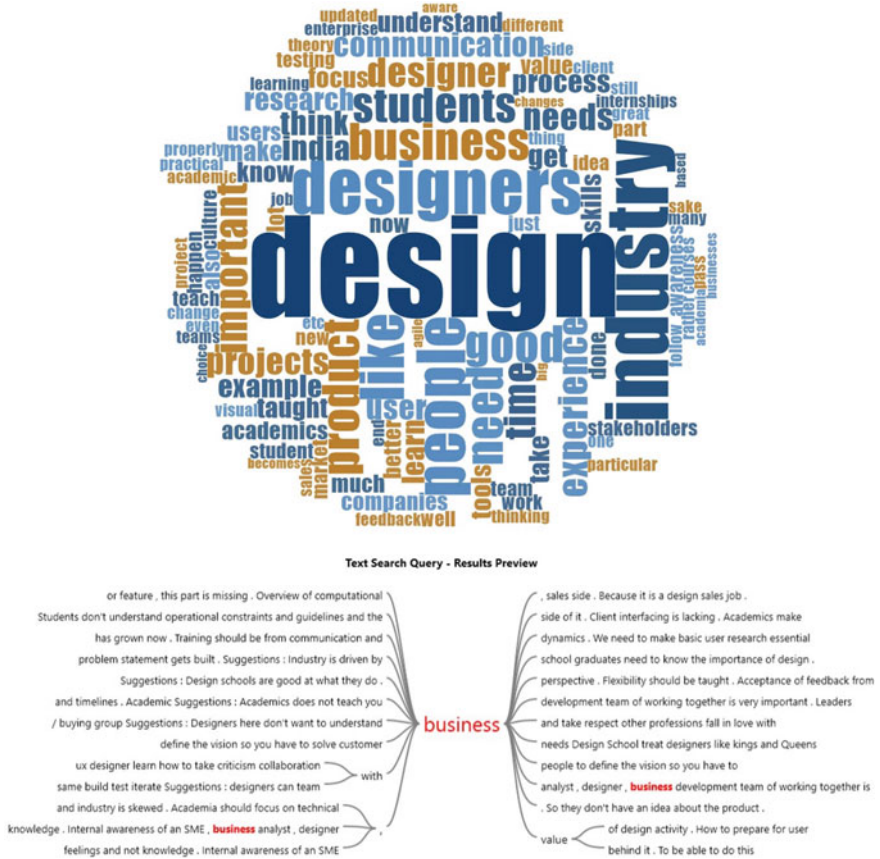 aware
updated
enterprise understand different
theory communication side
testing focus designer value client
learning process still
research students changes internships
users think business needs thing great
properly make india get idea part
practical know
academic designers skills industry based
important job lot now just sake
many
design
project happen also culture
teach
change
even
teams
choice
etc
new
projects product like agile people good need time big experience done
follow awareness rather courses pass academia businesses
example
visual taught user
academics end better learn
student
becomes
sales market much
companies
feedback well
tools team take
work
thinking
stakeholders
one
particular
Text Search Query - Results Preview
or feature , this part is missing . Overview of computational
Students don't understand operational constraints and guidelines and the
has grown now . Training should be from communication and
problem statement gets built . Suggestions : Industry is driven by
Suggestions : Design schools are good at what they do .
and timelines . Academic Suggestions : Academics does not teach you
/ buying group Suggestions : Designers here don't want to understand
define the vision so you have to solve customer
ux designer learn how to take criticism collaboration
same build test iterate Suggestions : designers can team
with
and industry is skewed . Academia should focus on technical
knowledge . Internal awareness of an SME , business analyst , designer
feelings and not knowledge . Internal awareness of an SME
,
business
, sales side . Because it is a design sales job .
side of it . Client interfacing is lacking . Academics make
dynamics . We need to make basic user research essential
school graduates need to know the importance of design .
perspective . Flexibility should be taught . Acceptance of feedback from
development team of working together is very important . Leaders
and take respect other professions fall in love with
needs Design School treat designers like kings and Queens
people to define the vision so you have to
analyst , designer , business development team of working together is
. So they don't have an idea about the product .
value
of design activity . How to prepare for user
behind it . To be able to do this